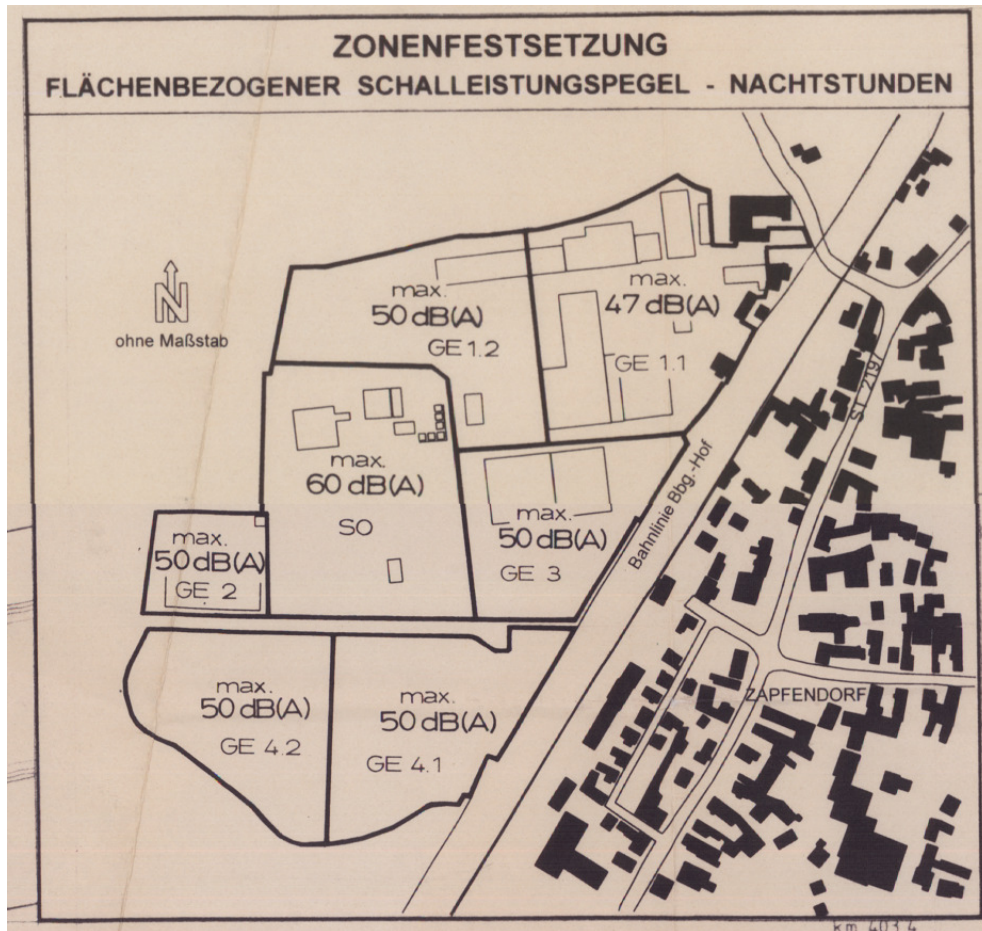 ZONENFESTSETZUNG
FLÄCHENBEZOGENER SCHALLEISTUNGSPEGEL - NACHTSTUNDEN
N
ohne Maßstab
max.
50 dB(A)
GE 1.2
max.
47 dB(A)
GE 1.1
max.
60 dB(A)
SO
max.
50 dB(A)
GE 3
max.
50 dB(A)
GE 2
max.
50 dB(A)
GE 4.2
max.
50 dB(A)
GE 4.1
Bahnlinie Bbg.-Hof
ST 2197
ZAPFENDORF
km 403.4